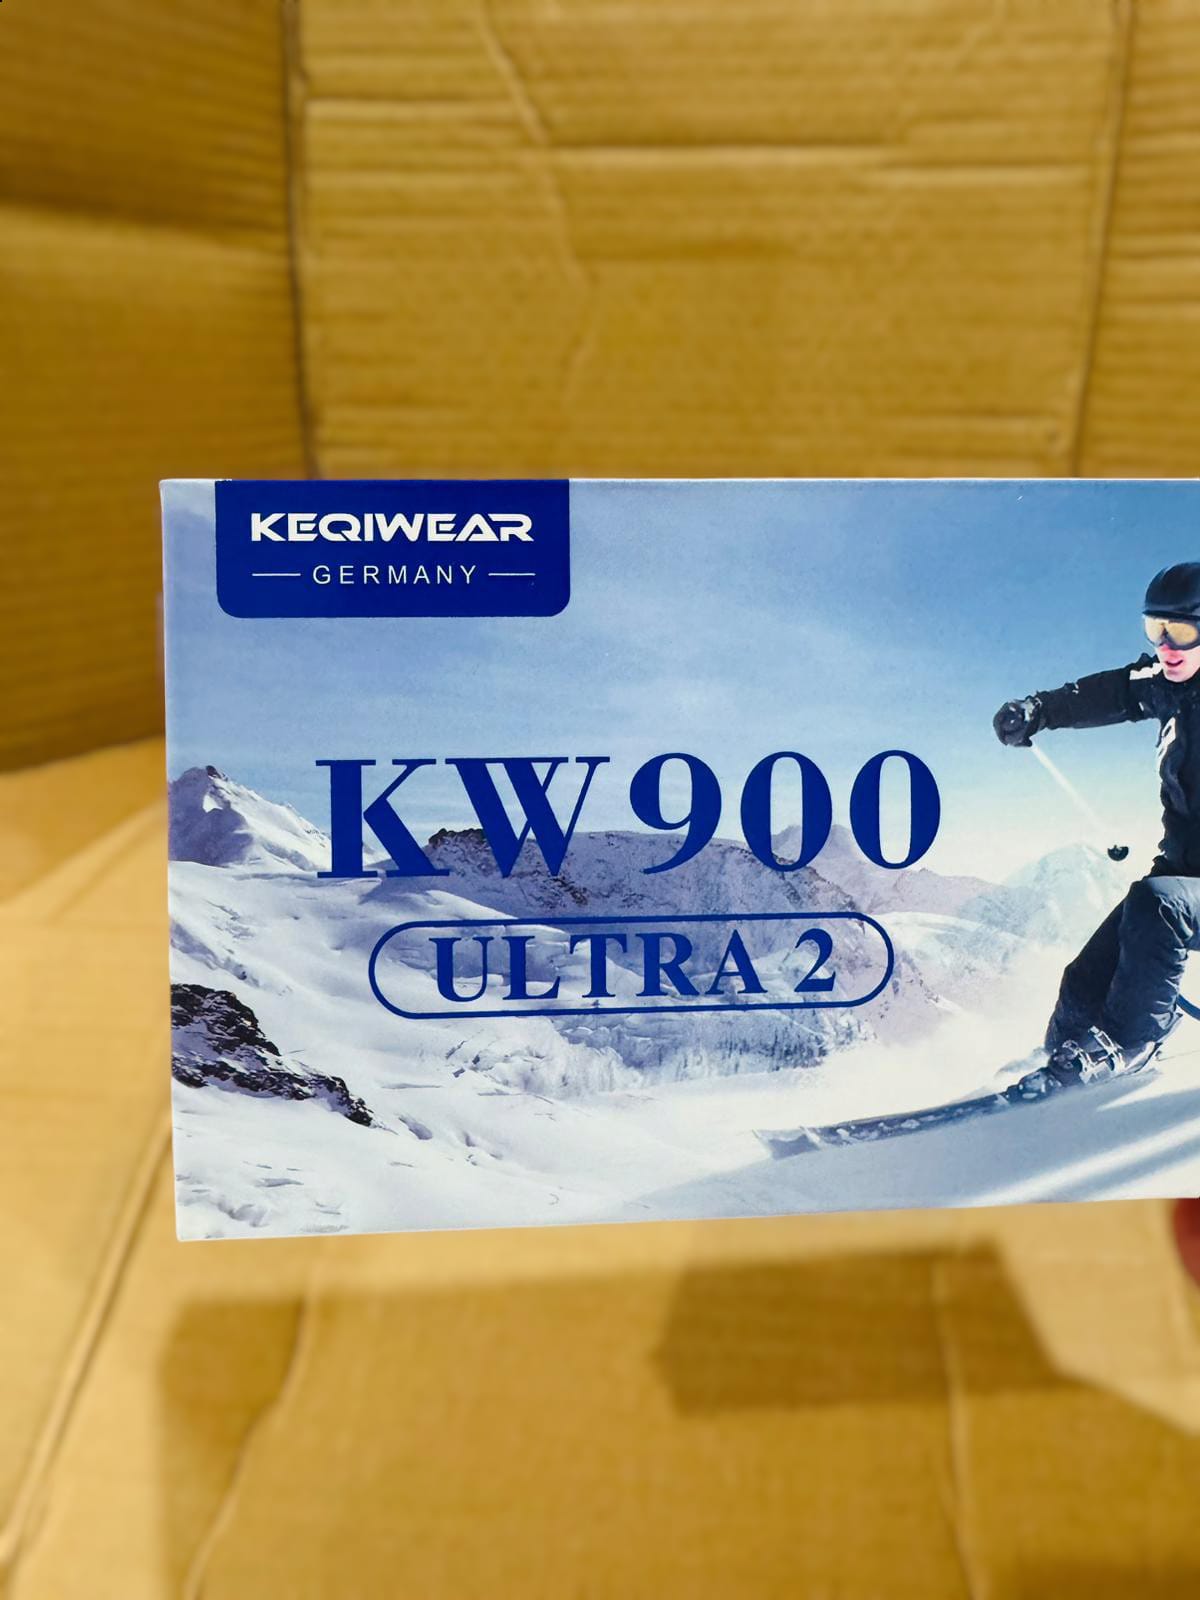 KEQIWEAR
GERMANY
KW900
ULTRA 2